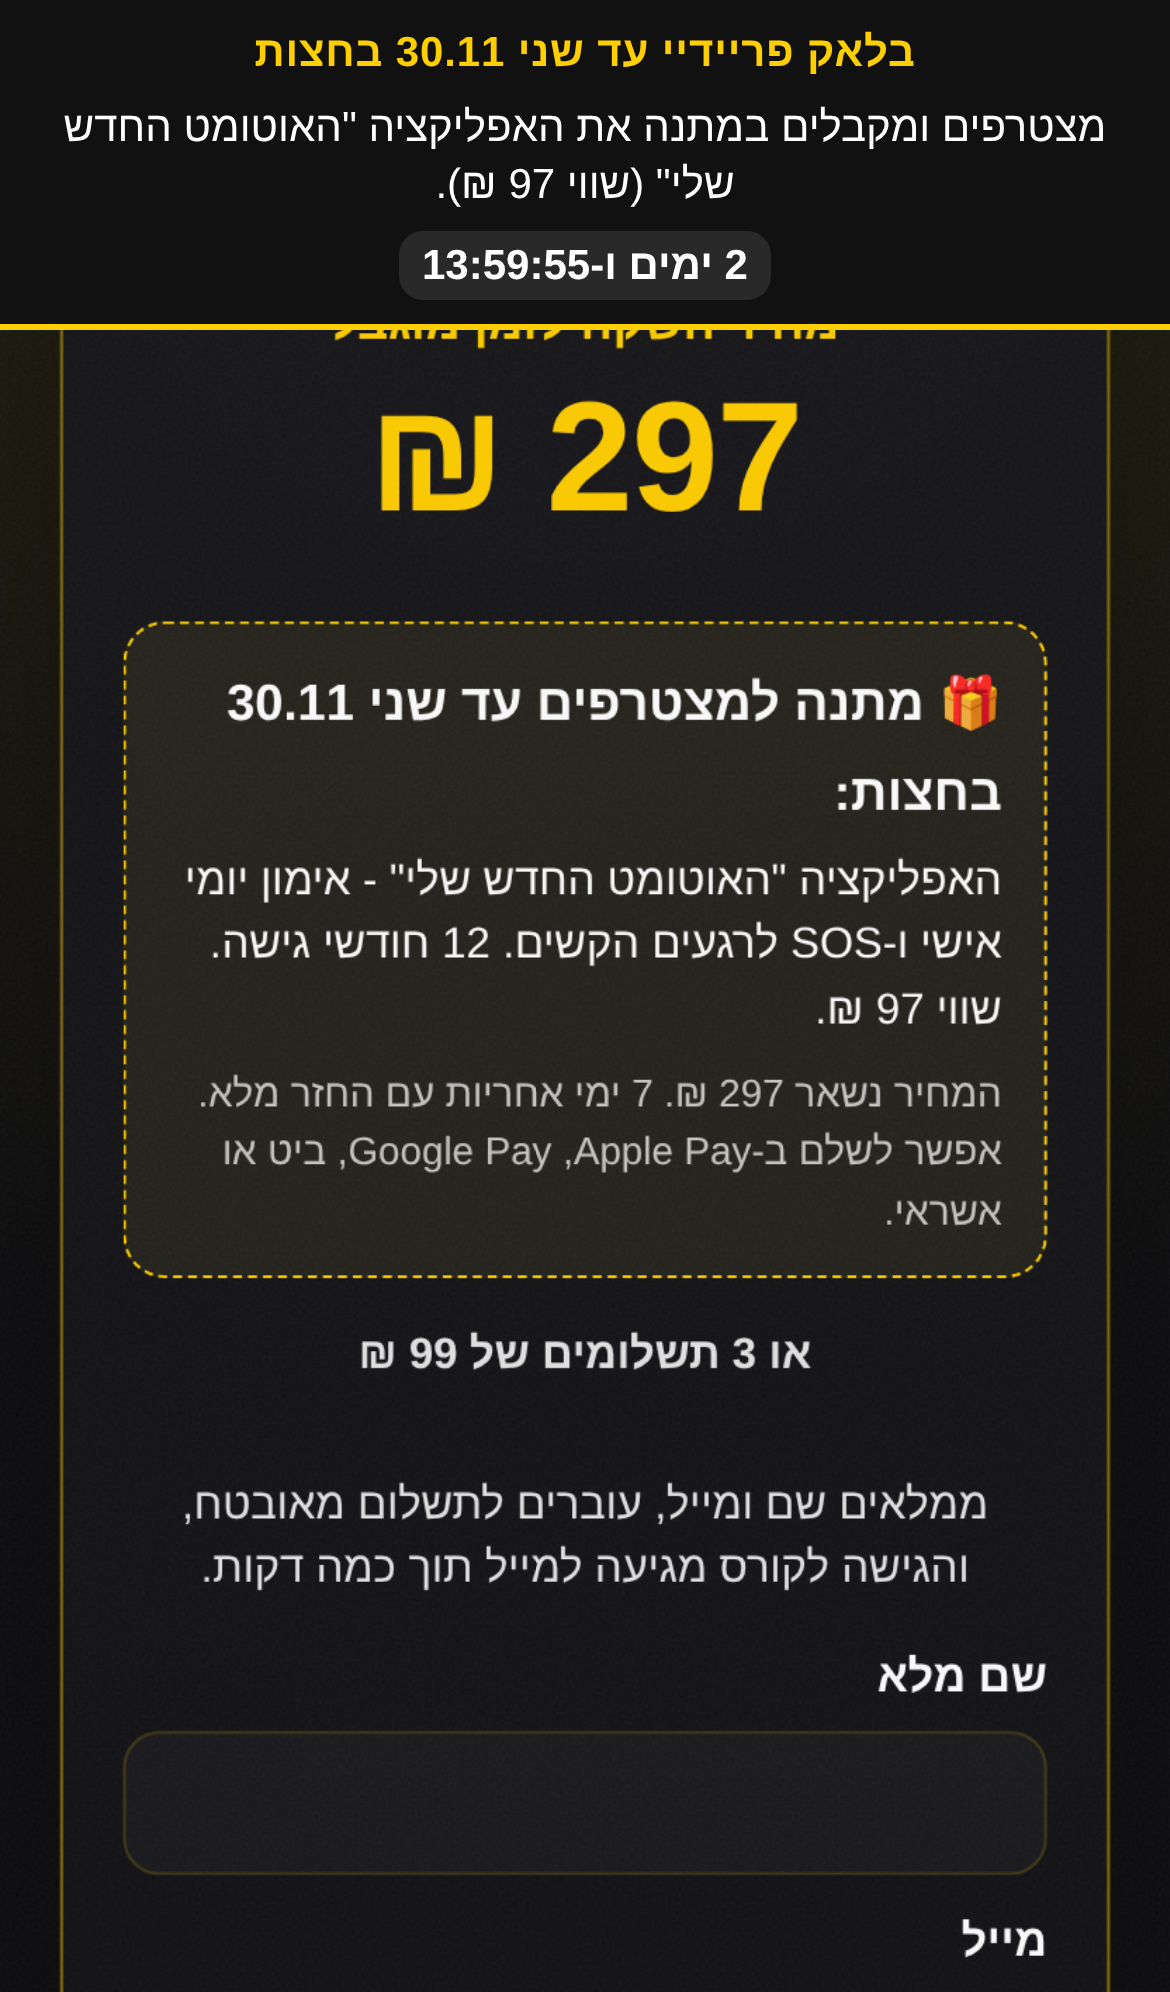 בלאק פריידיי עד שני 30.11 בחצות
מצטרפים ומקבלים במתנה את האפליקציה "האוטומט החדש
שלי" (שווי 97 ₪).
2 ימים ו-13:59:55
מחיר השקה לזמן מוגבל
297 ₪
🎁 מתנה למצטרפים עד שני 30.11
בחצות:
האפליקציה "האוטומט החדש שלי" - אימון יומי
אישי ו-SOS לרגעים הקשים. 12 חודשי גישה.
שווי 97 ₪.
המחיר נשאר 297 ₪. 7 ימי אחריות עם החזר מלא.
אפשר לשלם ב-Apple Pay, Google Pay, ביט או
אשראי.
או 3 תשלומים של 99 ₪
ממלאים שם ומייל, עוברים לתשלום מאובטח,
והגישה לקורס מגיעה למייל תוך כמה דקות.
שם מלא
מייל